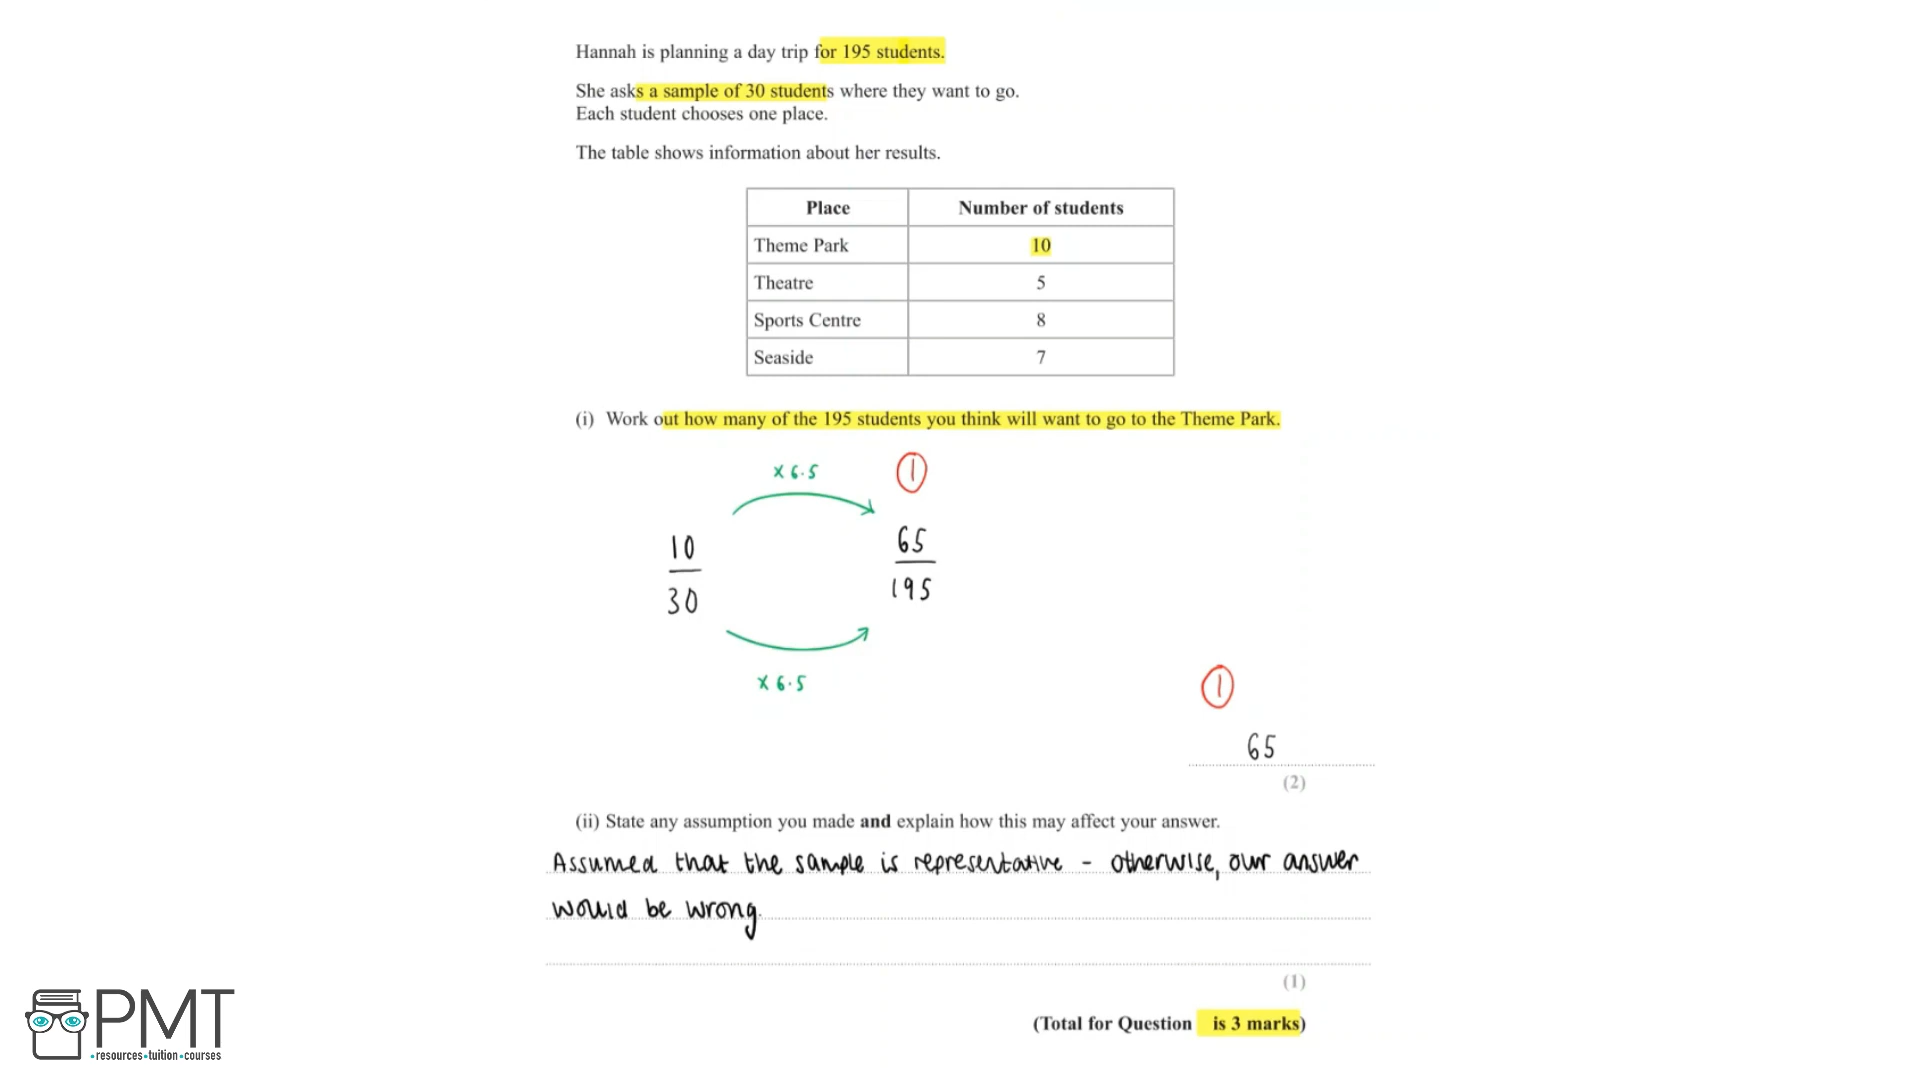 Hannah is planning a day trip for 195 students.
She asks a sample of 30 students where they want to go.
Each student chooses one place.
The table shows information about her results.
Place Number of students
Theme Park 10
Theatre 5
Sports Centre 8
Seaside 7
(i) Work out how many of the 195 students you think will want to go to the Theme Park.
x 6.5 1
10 65
30 195
x 6.5
1
65
(2)
(ii) State any assumption you made and explain how this may affect your answer.
Assumed that the sample is representative - otherwise, our answer
would be wrong.
(1)
(Total for Question is 3 marks)
PMT
•resources•tuition•courses